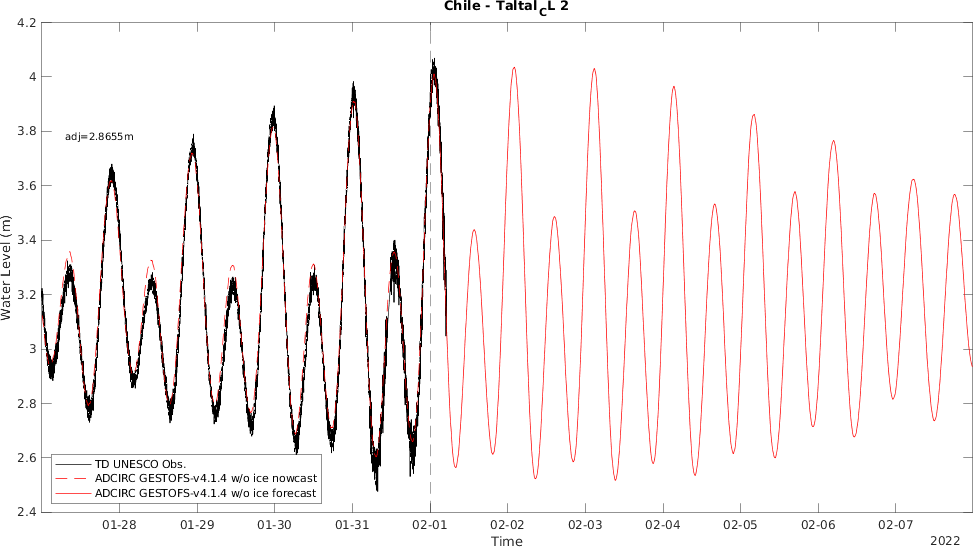 Chile - Taltal_CL 2
4.2
4
3.8
3.6
3.4
3.2
3
2.8
2.6
2.4
Water Level (m)
adj=2.8655m
TD UNESCO Obs.
ADCIRC GESTOFS-v4.1.4 w/o ice nowcast
ADCIRC GESTOFS-v4.1.4 w/o ice forecast
01-28 01-29 01-30 01-31 02-01 02-02 02-03 02-04 02-05 02-06 02-07
Time
2022